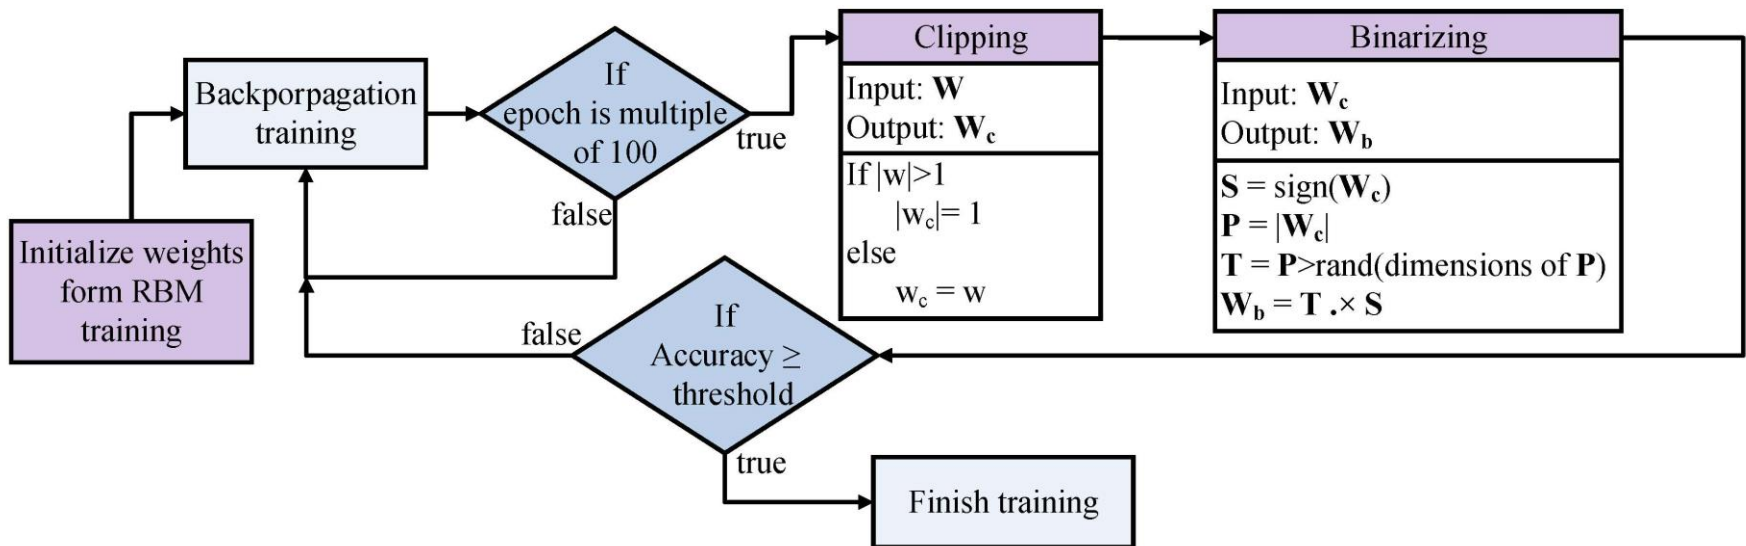 Initialize weights
form RBM
training
Backporpagation
training
If
epoch is multiple
of 100
true
false
Clipping
Input: W
Output: Wc
If |w|>1
|wc|= 1
else
wc = w
Binarizing
Input: Wc
Output: Wb
S = sign(Wc)
P = |Wc|
T = P>rand(dimensions of P)
Wb = T .× S
If
Accuracy ≥
threshold
false
true
Finish training